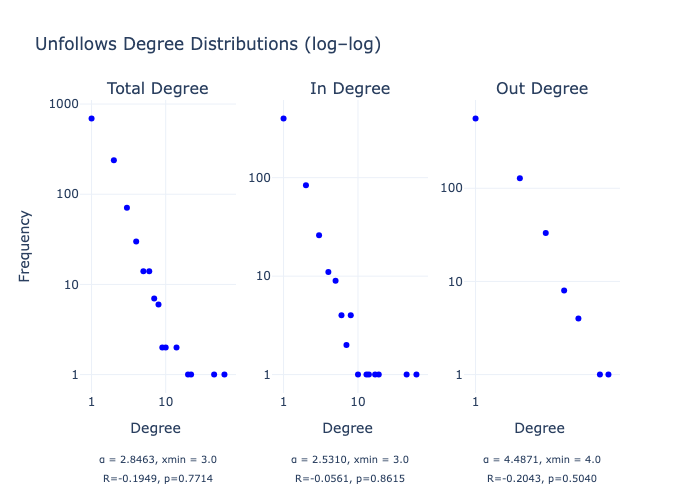 Unfollows Degree Distributions (log–log)
Total Degree
In Degree
Out Degree
1000
100
10
1
100
10
1
100
10
1
Frequency
1
10
1
10
1
Degree
Degree
Degree
α = 2.8463, xmin = 3.0
α = 2.5310, xmin = 3.0
α = 4.4871, xmin = 4.0
R=-0.1949, p=0.7714
R=-0.0561, p=0.8615
R=-0.2043, p=0.5040